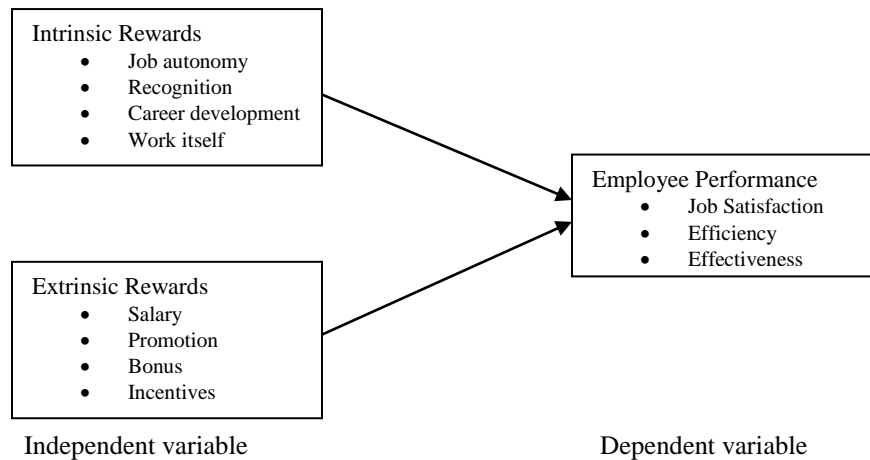 Intrinsic Rewards
• Job autonomy
• Recognition
• Career development
• Work itself
Employee Performance
• Job Satisfaction
• Efficiency
• Effectiveness
Extrinsic Rewards
• Salary
• Promotion
• Bonus
• Incentives
Independent variable
Dependent variable